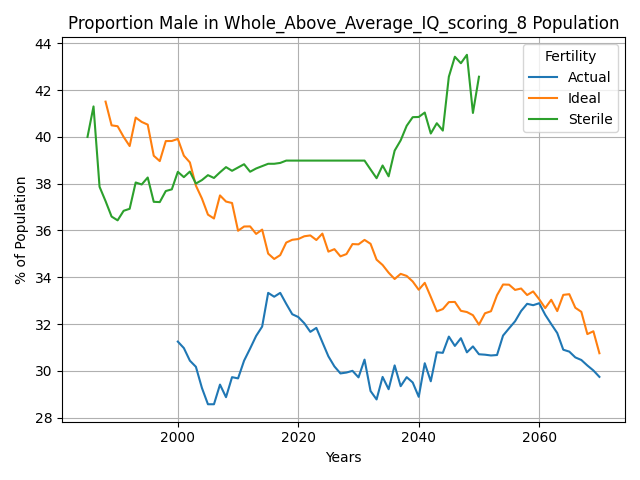 Proportion Male in Whole_Above_Average_IQ_scoring_8 Population
Fertility
Actual
Ideal
Sterile
% of Population
44
42
40
38
36
34
32
30
28
2000
2020
2040
2060
Years